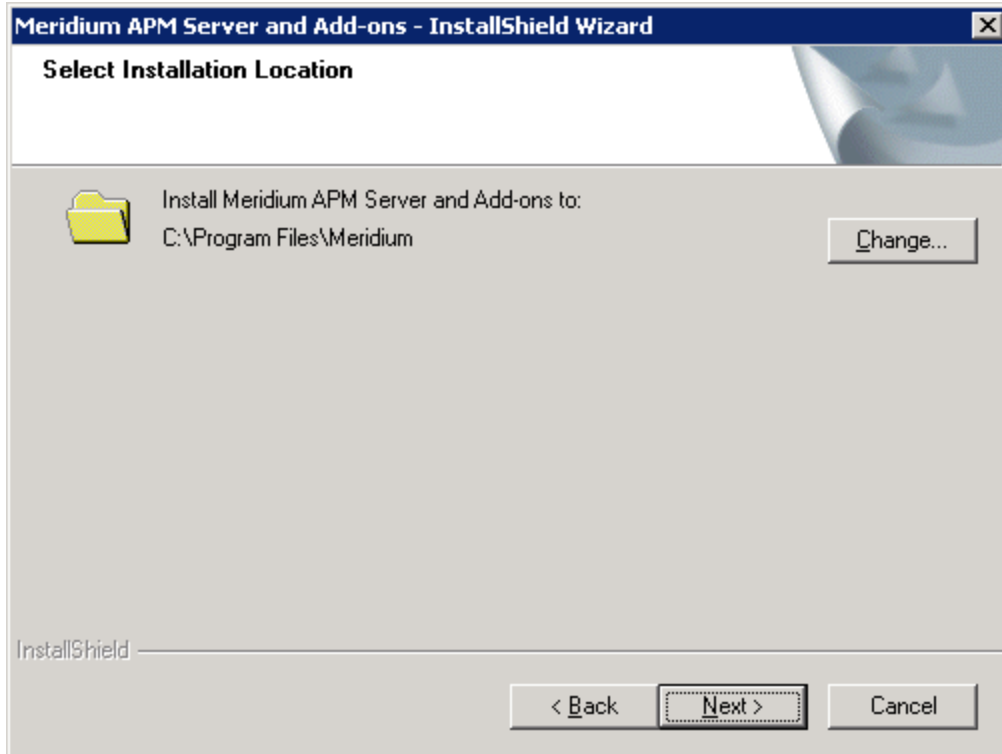 Meridium APM Server and Add-ons - InstallShield Wizard
Select Installation Location
Install Meridium APM Server and Add-ons to:
C:\Program Files\Meridium
Change...
InstallShield
< Back
Next >
Cancel